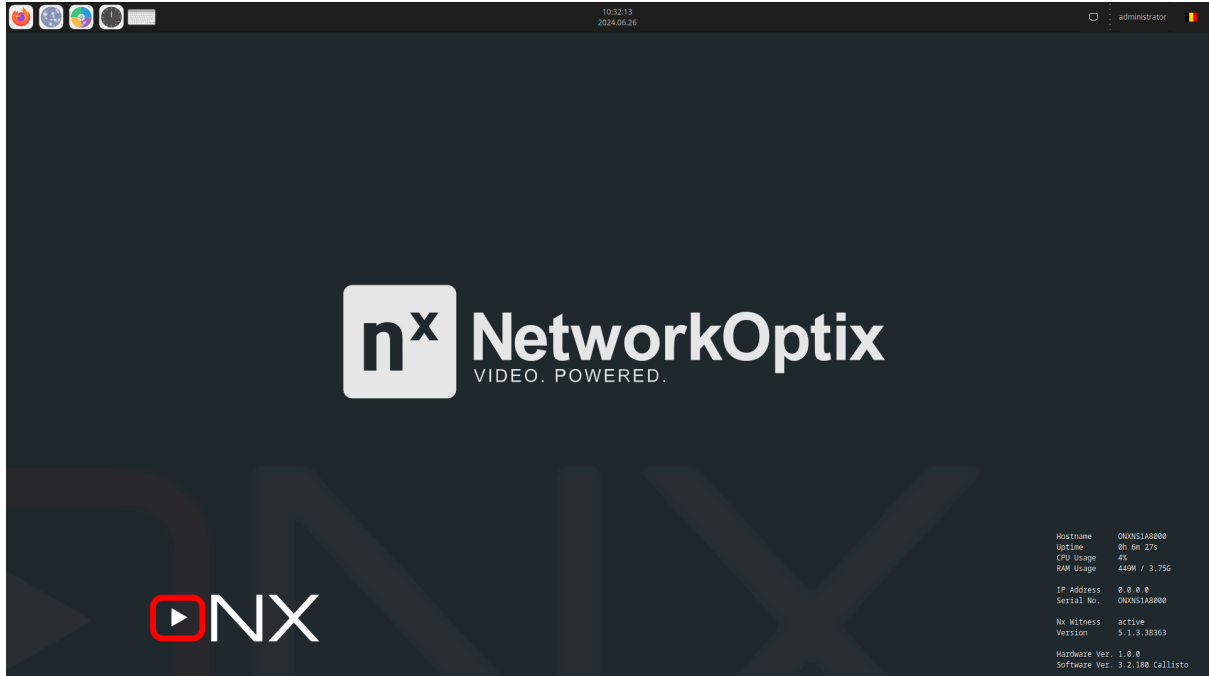 10:32:13
2024.06.26
administrator
nx NetworkOptix
VIDEO. POWERED.
Hostname ONXNS1A8000
Uptime 0h 6m 27s
CPU Usage 4%
RAM Usage 449M / 3.75G
IP Address 0.0.0.0
Serial No. ONXNS1A8000
Nx Witness active
Version 5.1.3.38363
Hardware Ver. 1.0.0
Software Ver. 3.2.180 Callisto
NX